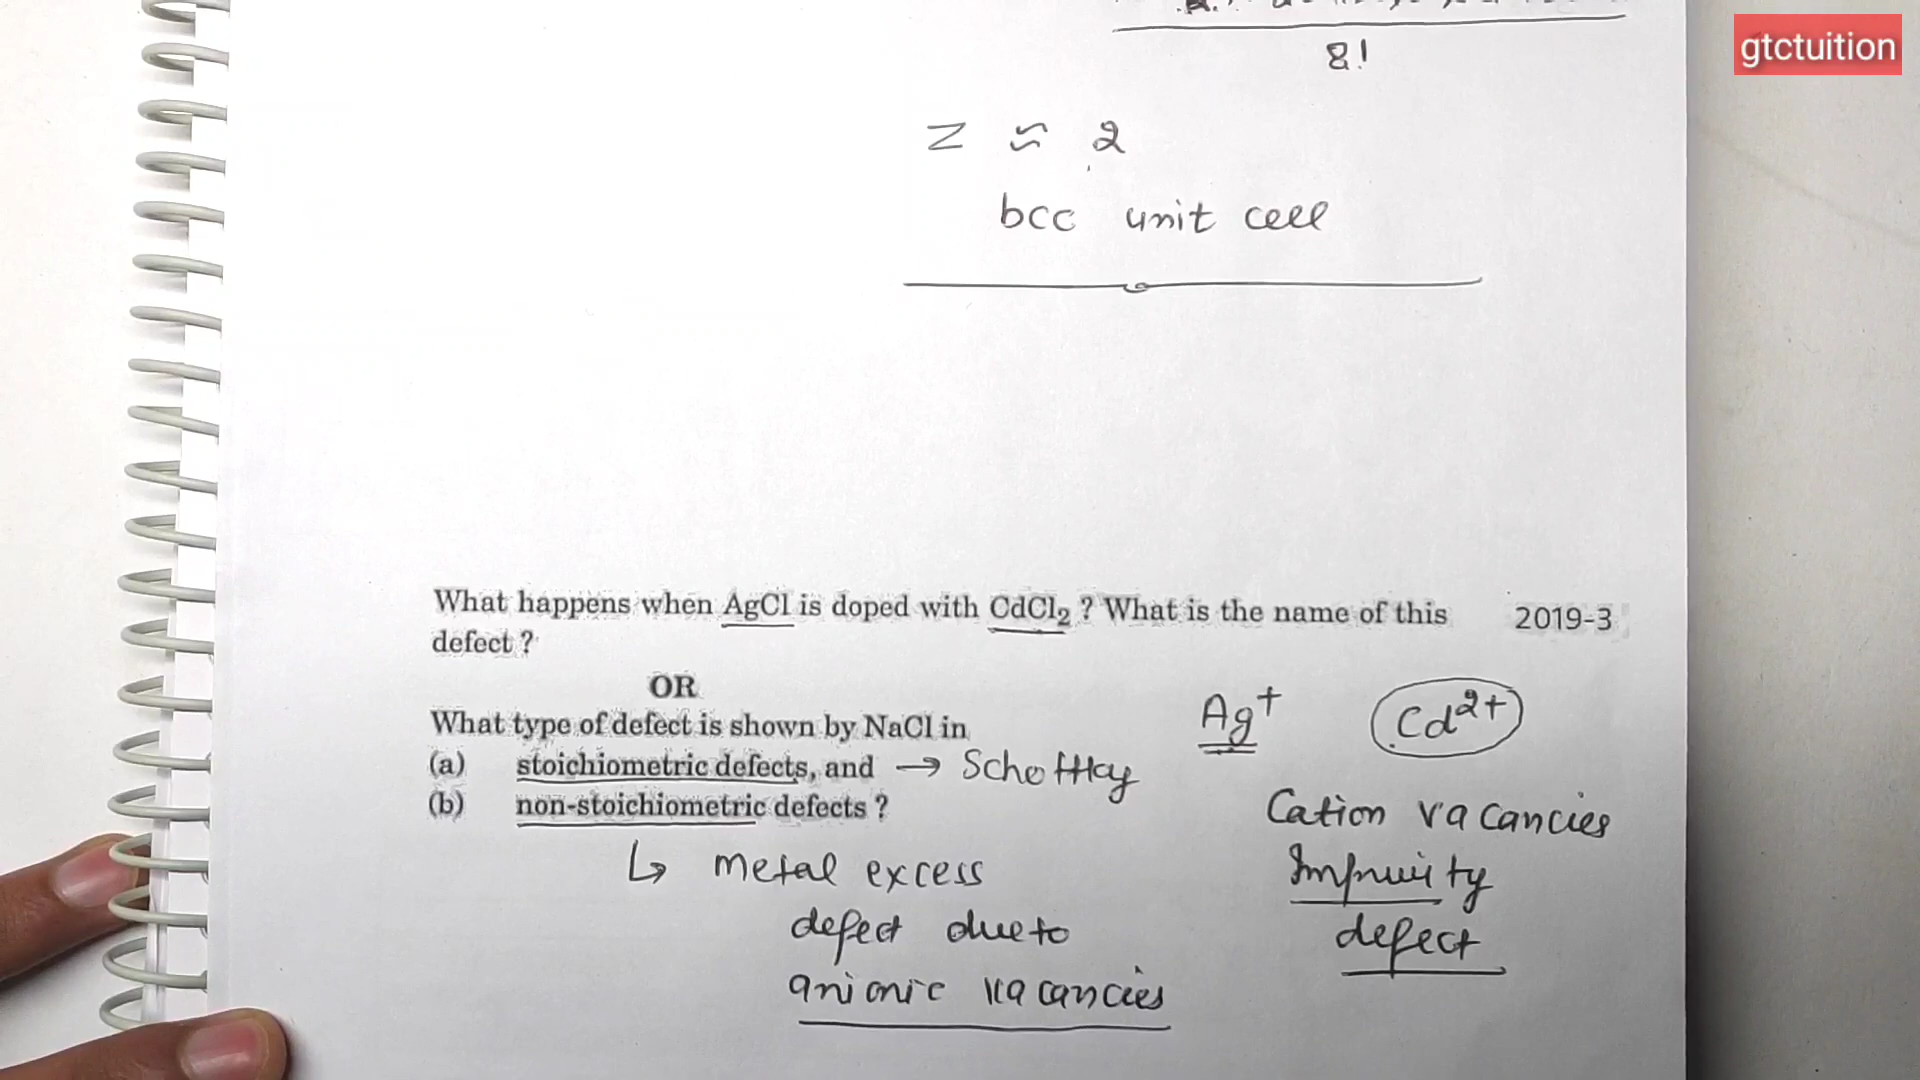 gtctuition
8!
Z ≈ 2
bcc unit cell
What happens when AgCl is doped with CdCl₂ ? What is the name of this 2019-3
defect ?
OR
What type of defect is shown by NaCl in
(a) stoichiometric defects, and → Schottky
(b) non-stoichiometric defects ?
↳ Metal excess
defect due to
anionic vacancies
Ag⁺ Cd²⁺
Cation vacancies
Impurity
defect